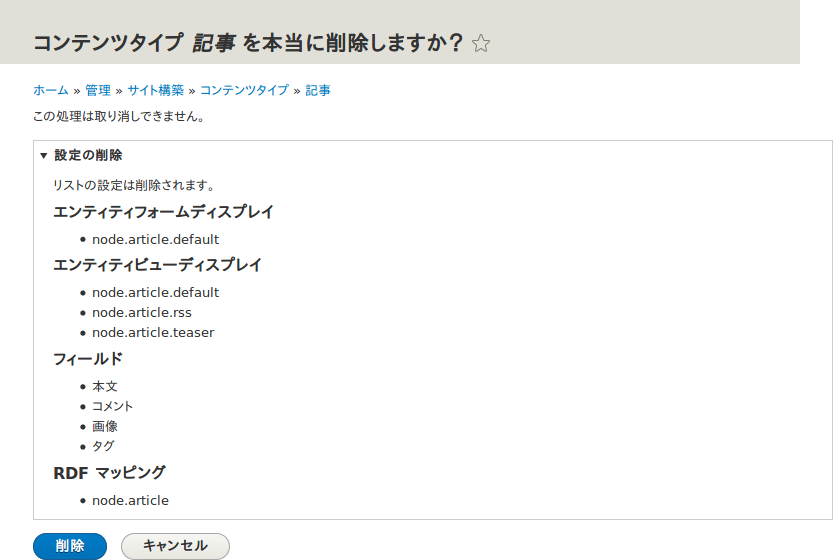 コンテンツタイプ 記事 を本当に削除しますか？
ホーム » 管理 » サイト構築 » コンテンツタイプ » 記事
この処理は取り消しできません。
設定の削除
リストの設定は削除されます。
エンティティフォームディスプレイ
node.article.default
エンティティビューディスプレイ
node.article.default
node.article.rss
node.article.teaser
フィールド
本文
コメント
画像
タグ
RDF マッピング
node.article
削除 キャンセル